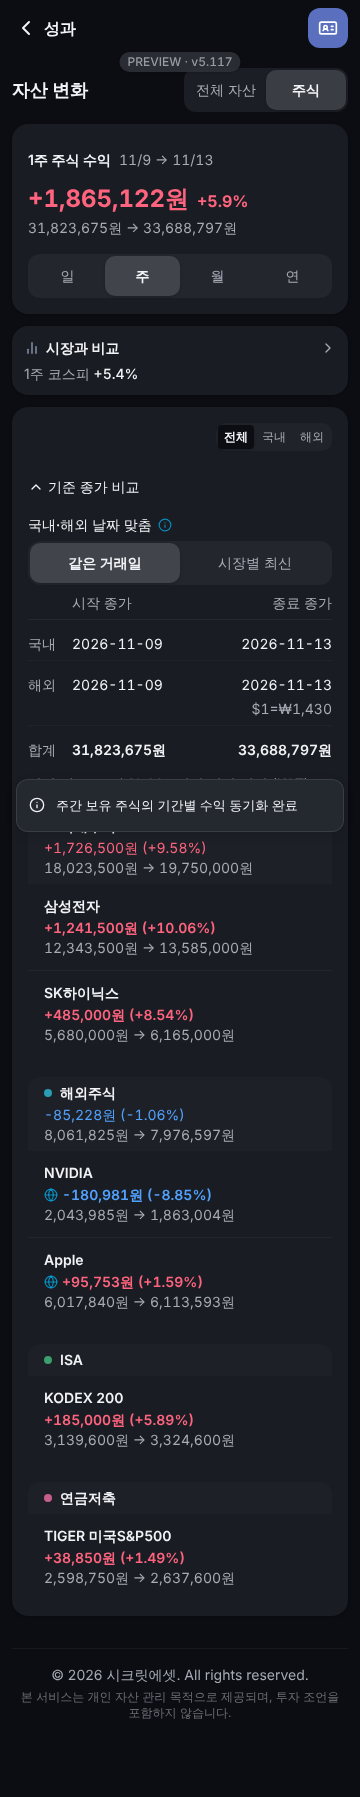 성과
PREVIEW · v5.117
자산 변화
전체 자산 주식
1주 주식 수익 11/9 → 11/13
+1,865,122원 +5.9%
31,823,675원 → 33,688,797원
일 주 월 연
시장과 비교
1주 코스피 +5.4%
전체 국내 해외
기준 종가 비교
국내·해외 날짜 맞춤
같은 거래일 시장별 최신
시작 종가 종료 종가
국내 2026-11-09 2026-11-13
해외 2026-11-09 2026-11-13
$1=₩1,430
합계 31,823,675원 33,688,797원
주간 보유 주식의 기간별 수익 동기화 완료
+1,726,500원 (+9.58%)
18,023,500원 → 19,750,000원
삼성전자
+1,241,500원 (+10.06%)
12,343,500원 → 13,585,000원
SK하이닉스
+485,000원 (+8.54%)
5,680,000원 → 6,165,000원
해외주식
-85,228원 (-1.06%)
8,061,825원 → 7,976,597원
NVIDIA
-180,981원 (-8.85%)
2,043,985원 → 1,863,004원
Apple
+95,753원 (+1.59%)
6,017,840원 → 6,113,593원
ISA
KODEX 200
+185,000원 (+5.89%)
3,139,600원 → 3,324,600원
연금저축
TIGER 미국S&P500
+38,850원 (+1.49%)
2,598,750원 → 2,637,600원
© 2026 시크릿에셋. All rights reserved.
본 서비스는 개인 자산 관리 목적으로 제공되며, 투자 조언을
포함하지 않습니다.